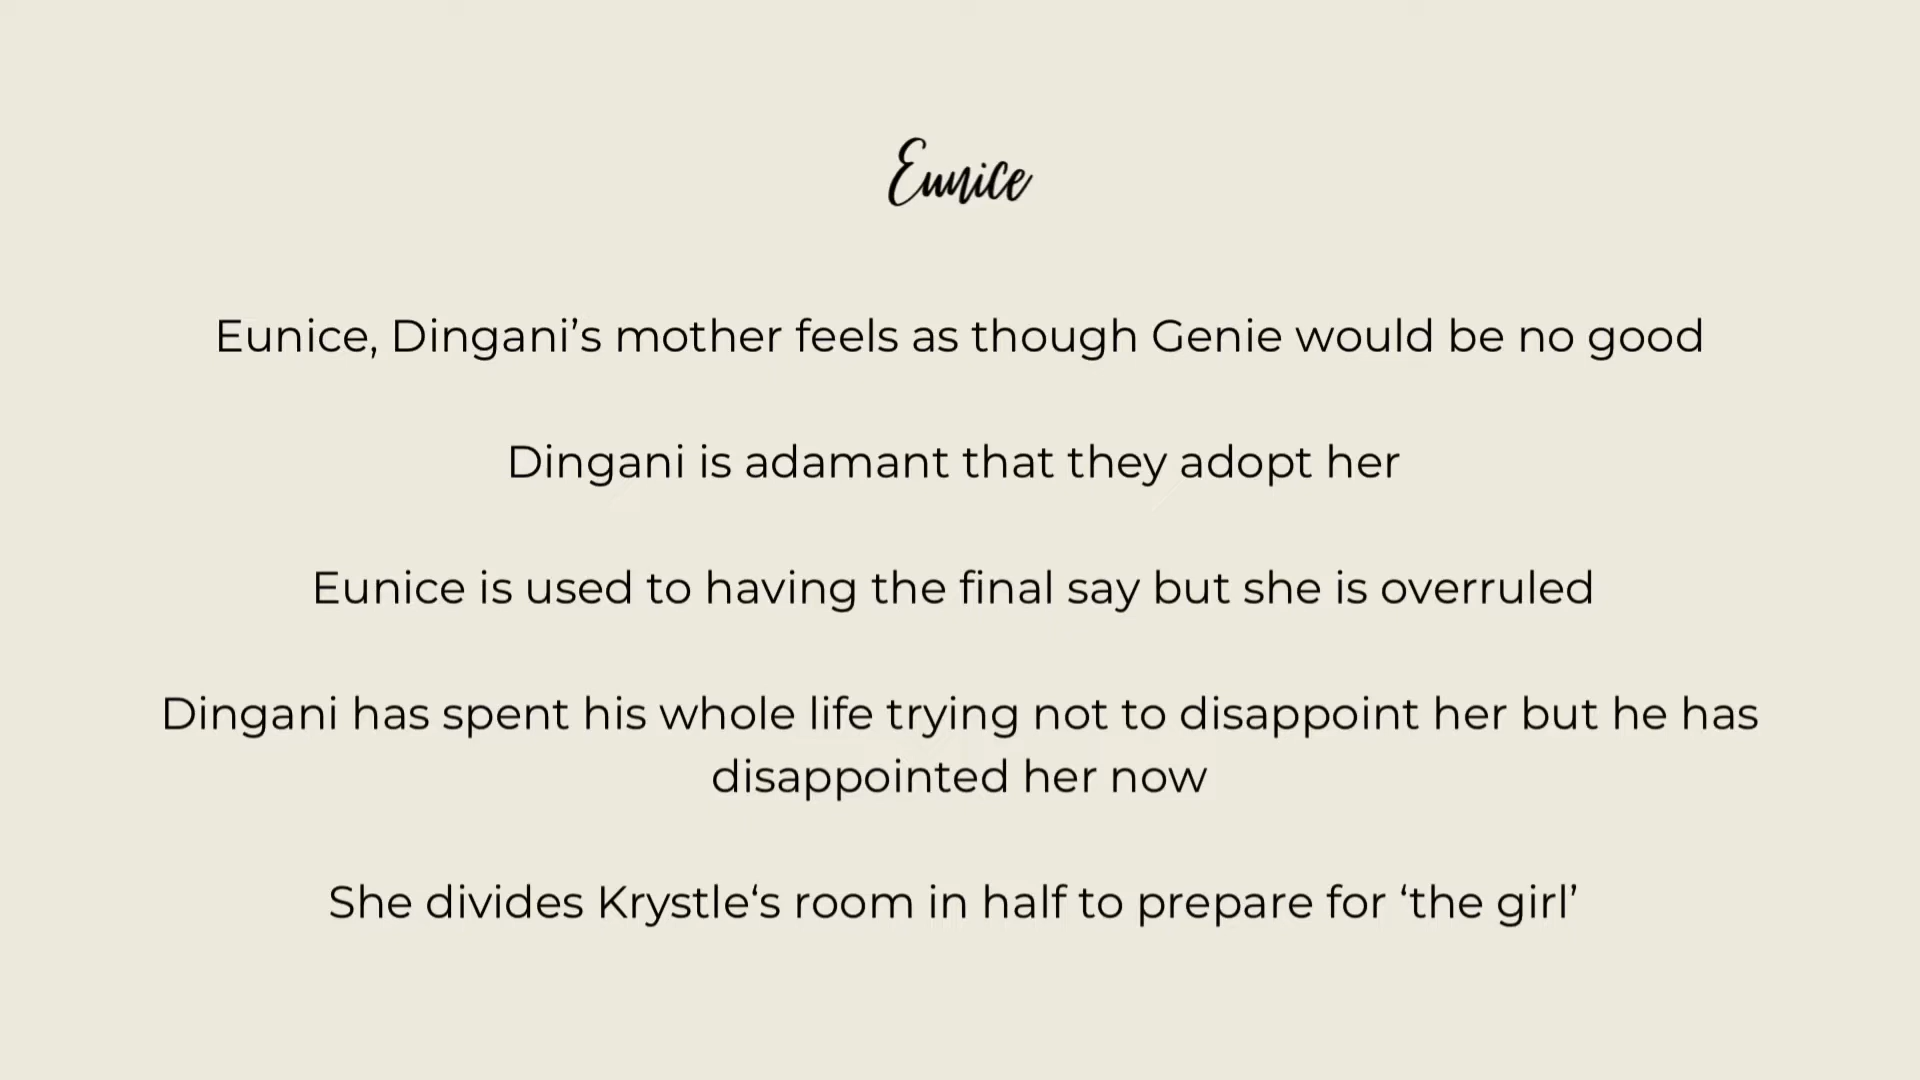 Eunice
Eunice, Dingani’s mother feels as though Genie would be no good
Dingani is adamant that they adopt her
Eunice is used to having the final say but she is overruled
Dingani has spent his whole life trying not to disappoint her but he has
disappointed her now
She divides Krystle‘s room in half to prepare for ‘the girl’